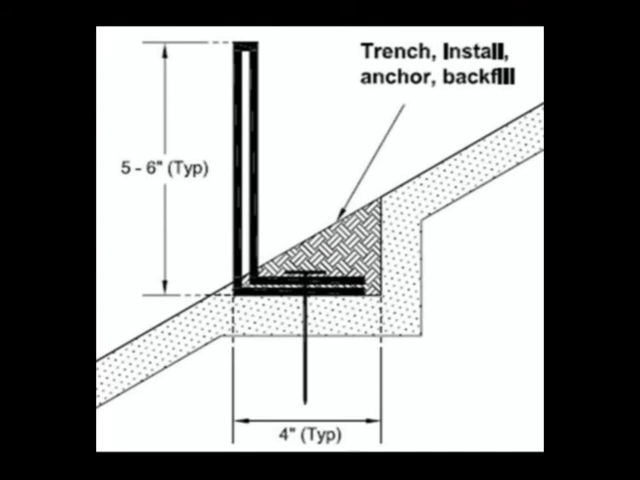 Trench, Install,
anchor, backfill
5 - 6" (Typ)
4" (Typ)